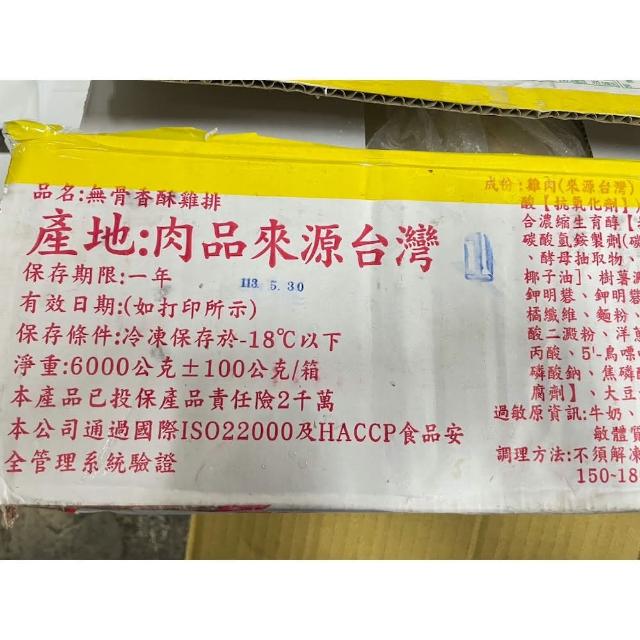 品名:無骨香酥雞排
產地:肉品來源台灣
保存期限:一年
113. 5. 30
有效日期:(如打印所示)
保存條件:冷凍保存於-18℃以下
淨重:6000公克±100公克/箱
本產品已投保產品責任險2千萬
本公司通過國際ISO22000及HACCP食品安
全管理系統驗證
成份:雞肉(來源台灣)
酸【抗氧化劑】)
合濃缩生育醇【
碳酸氫銨製劑(碳
、酵母抽取物、
椰子油]、樹薯澱
鉀明礬、鉀明礬
橘纖維、麵粉、
酸二澱粉、洋蔥
丙酸、5'-鳥嘌
磷酸鈉、焦磷酸
腐劑】、大豆
過敏原資訊:牛奶、
敏體質
調理方法:不須解凍
150~18